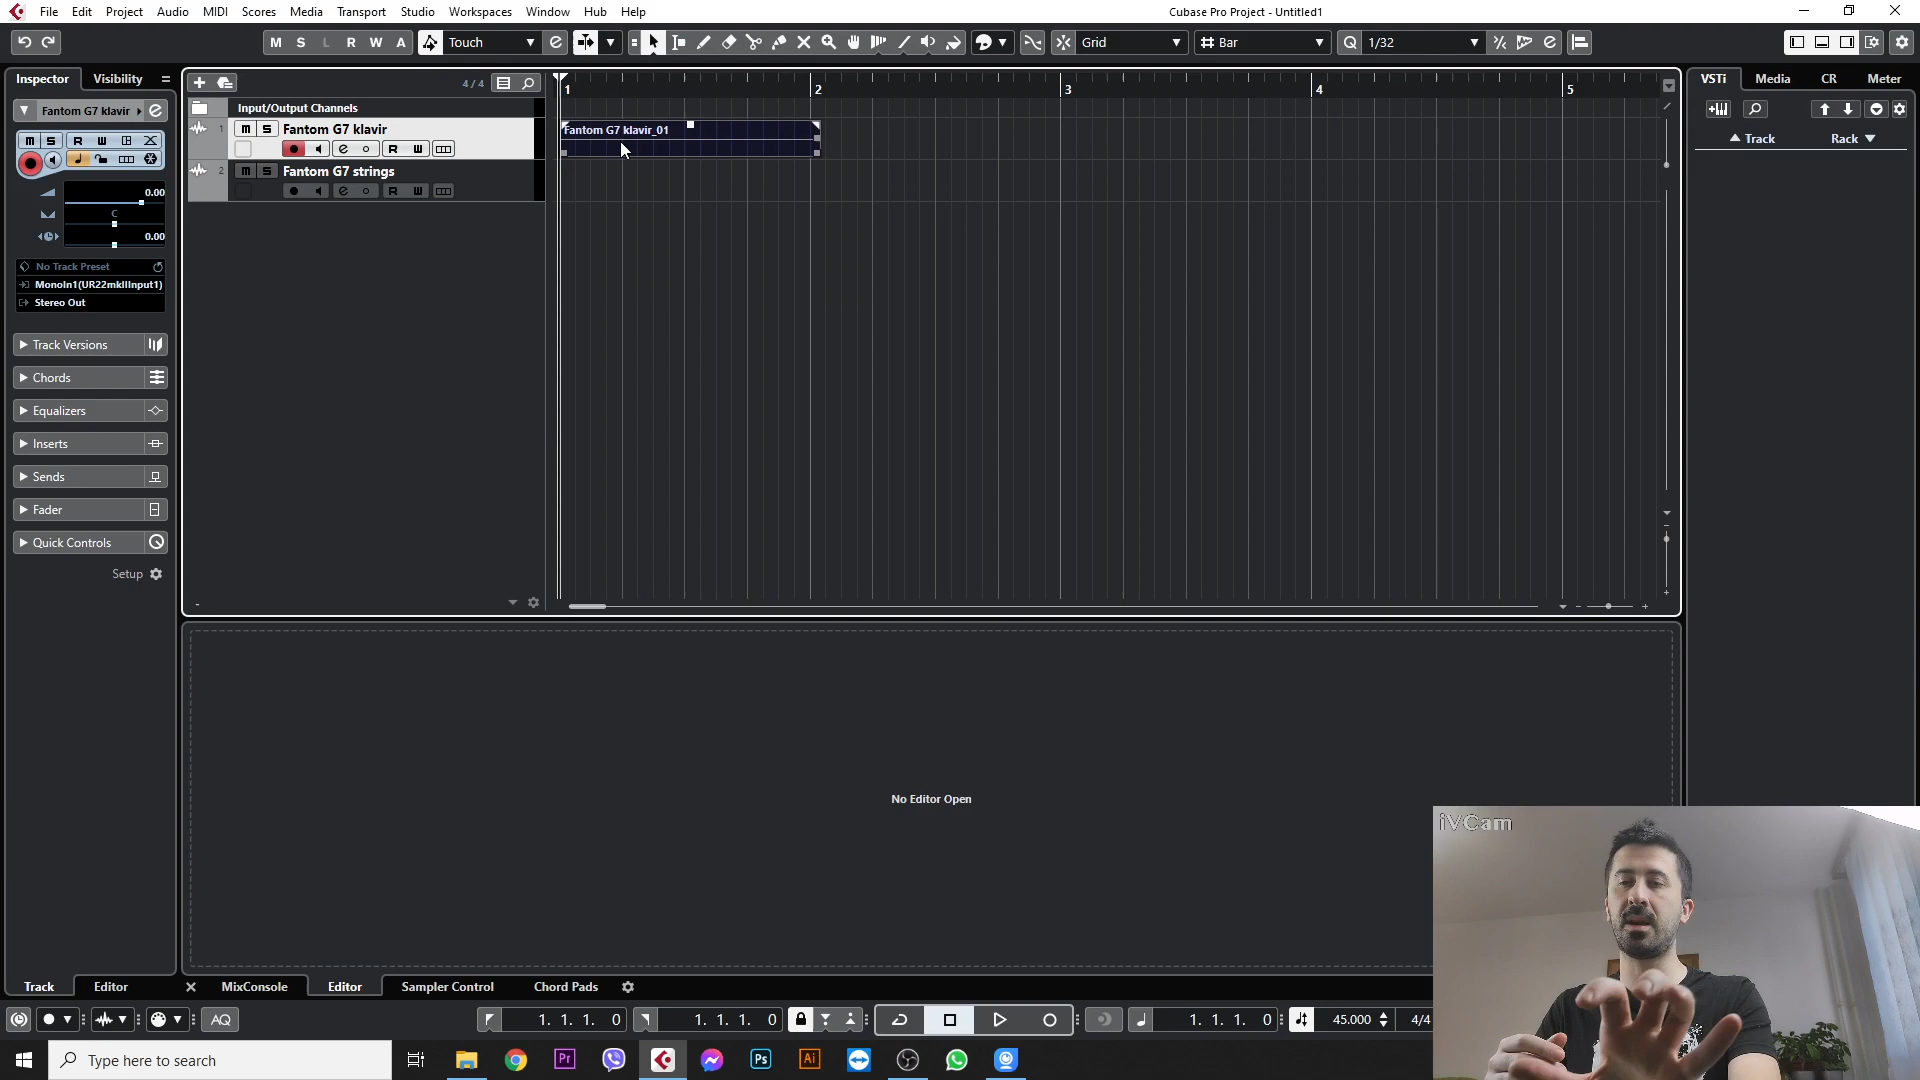 File Edit Project Audio MIDI Scores Media Transport Studio Workspaces Window Hub Help
Cubase Pro Project - Untitled1
M S L R W A Touch
Grid
Bar
Q 1/32
Inspector Visibility
4 / 4
1 2 3 4 5
VSTi Media CR Meter
Fantom G7 klavir
Input/Output Channels
1 m S Fantom G7 klavir
R W
Fantom G7 klavir_01
Track Rack
2 m S Fantom G7 strings
R W
M S R W
0.00
C
0.00
No Track Preset
MonoIn1(UR22mkIIInput1)
Stereo Out
Track Versions
Chords
Equalizers
Inserts
Sends
Fader
Quick Controls
Setup
No Editor Open
iVCam
Track Editor
MixConsole Editor Sampler Control Chord Pads
AQ
1. 1. 1. 0
1. 1. 1. 0
1. 1. 1. 0
45.000
4/4
Type here to search
Pr
Ps
Ai